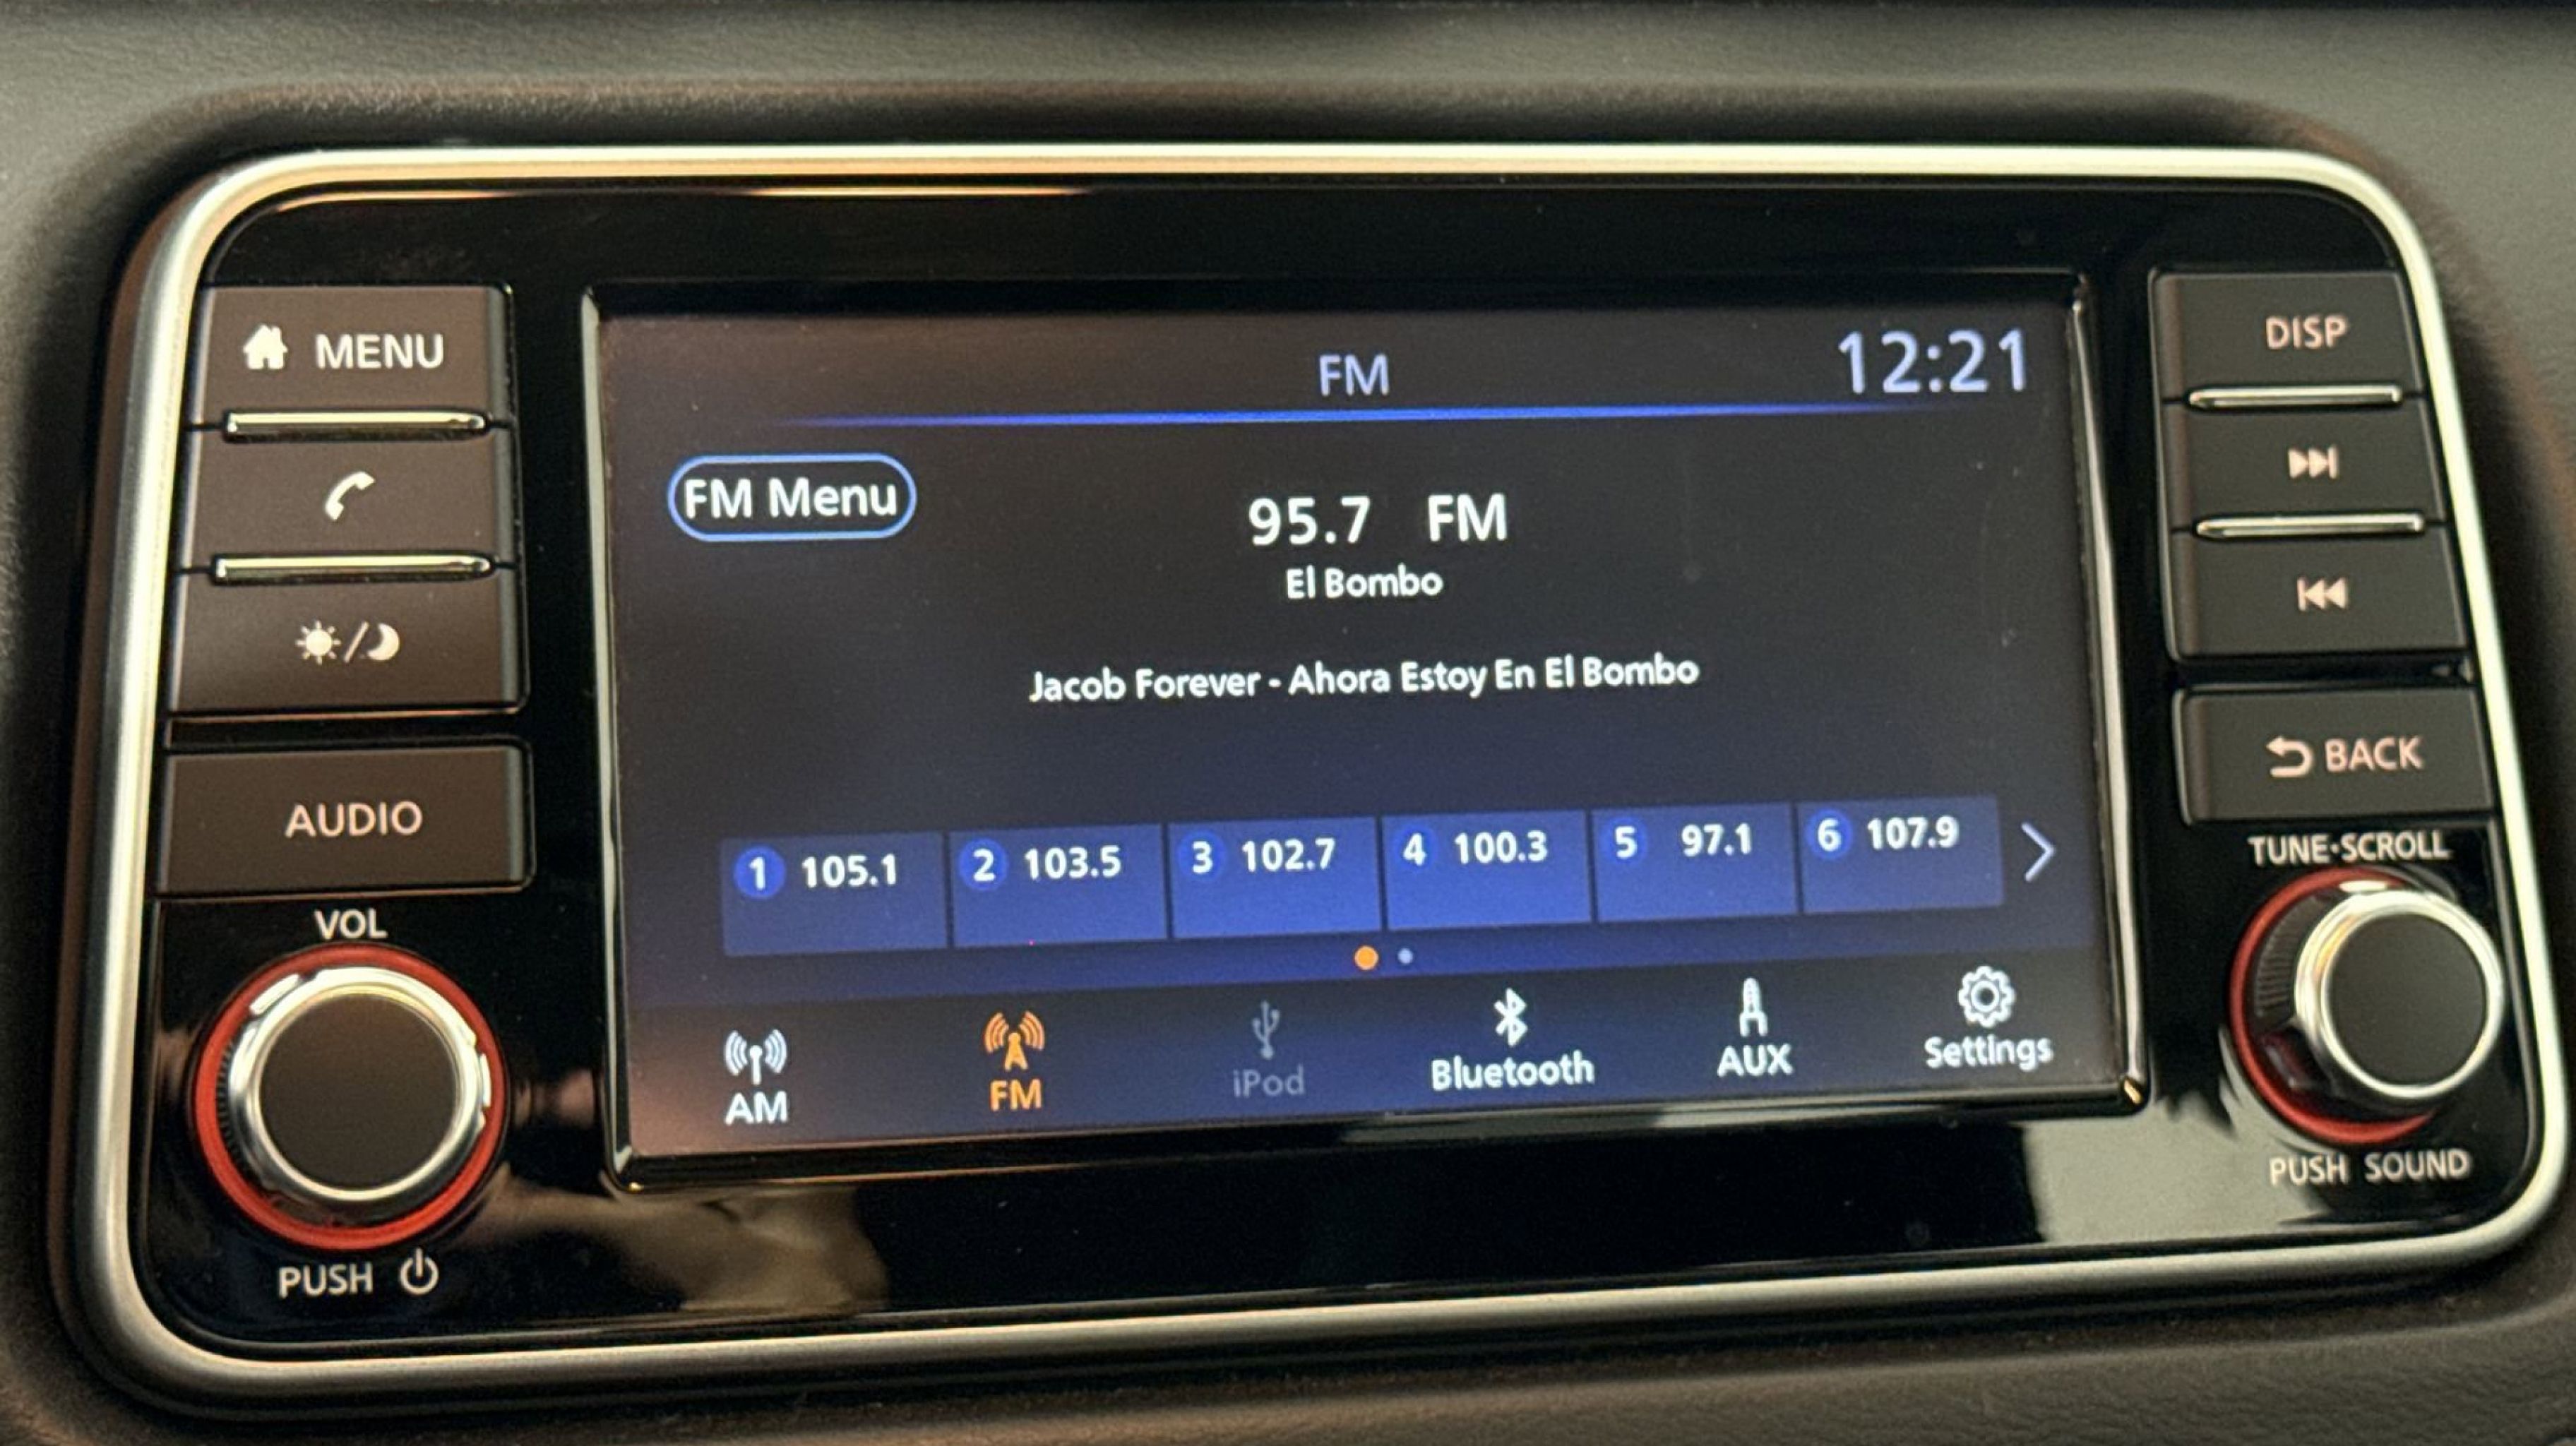 MENU
AUDIO
VOL
PUSH
FM
12:21
FM Menu
95.7 FM
El Bombo
Jacob Forever - Ahora Estoy En El Bombo
1 105.1
2 103.5
3 102.7
4 100.3
5 97.1
6 107.9
AM
FM
iPod
Bluetooth
AUX
Settings
DISP
BACK
TUNE·SCROLL
PUSH SOUND